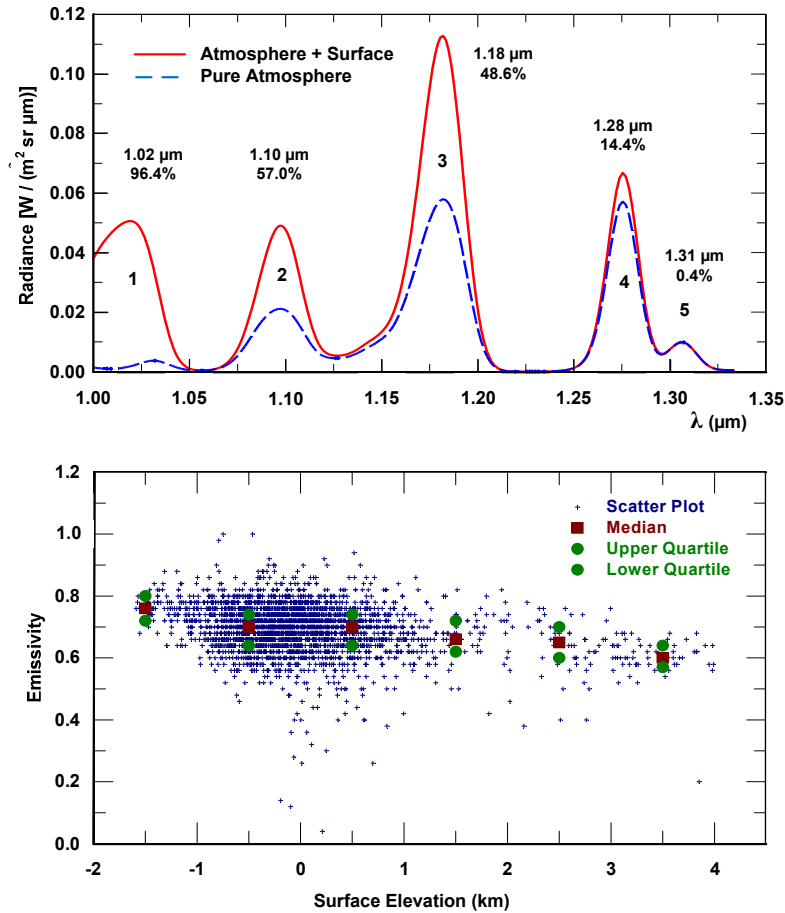 0.12
0.10
0.08
0.06
0.04
0.02
0.00
Radiance [W / (m² sr µm)]
Atmosphere + Surface
Pure Atmosphere
1.02 µm
96.4%
1.10 µm
57.0%
1.18 µm
48.6%
1.28 µm
14.4%
1.31 µm
0.4%
1
2
3
4
5
1.00
1.05
1.10
1.15
1.20
1.25
1.30
1.35
λ (µm)
1.2
1.0
0.8
0.6
0.4
0.2
0.0
Emissivity
Scatter Plot
Median
Upper Quartile
Lower Quartile
-2
-1
0
1
2
3
4
Surface Elevation (km)